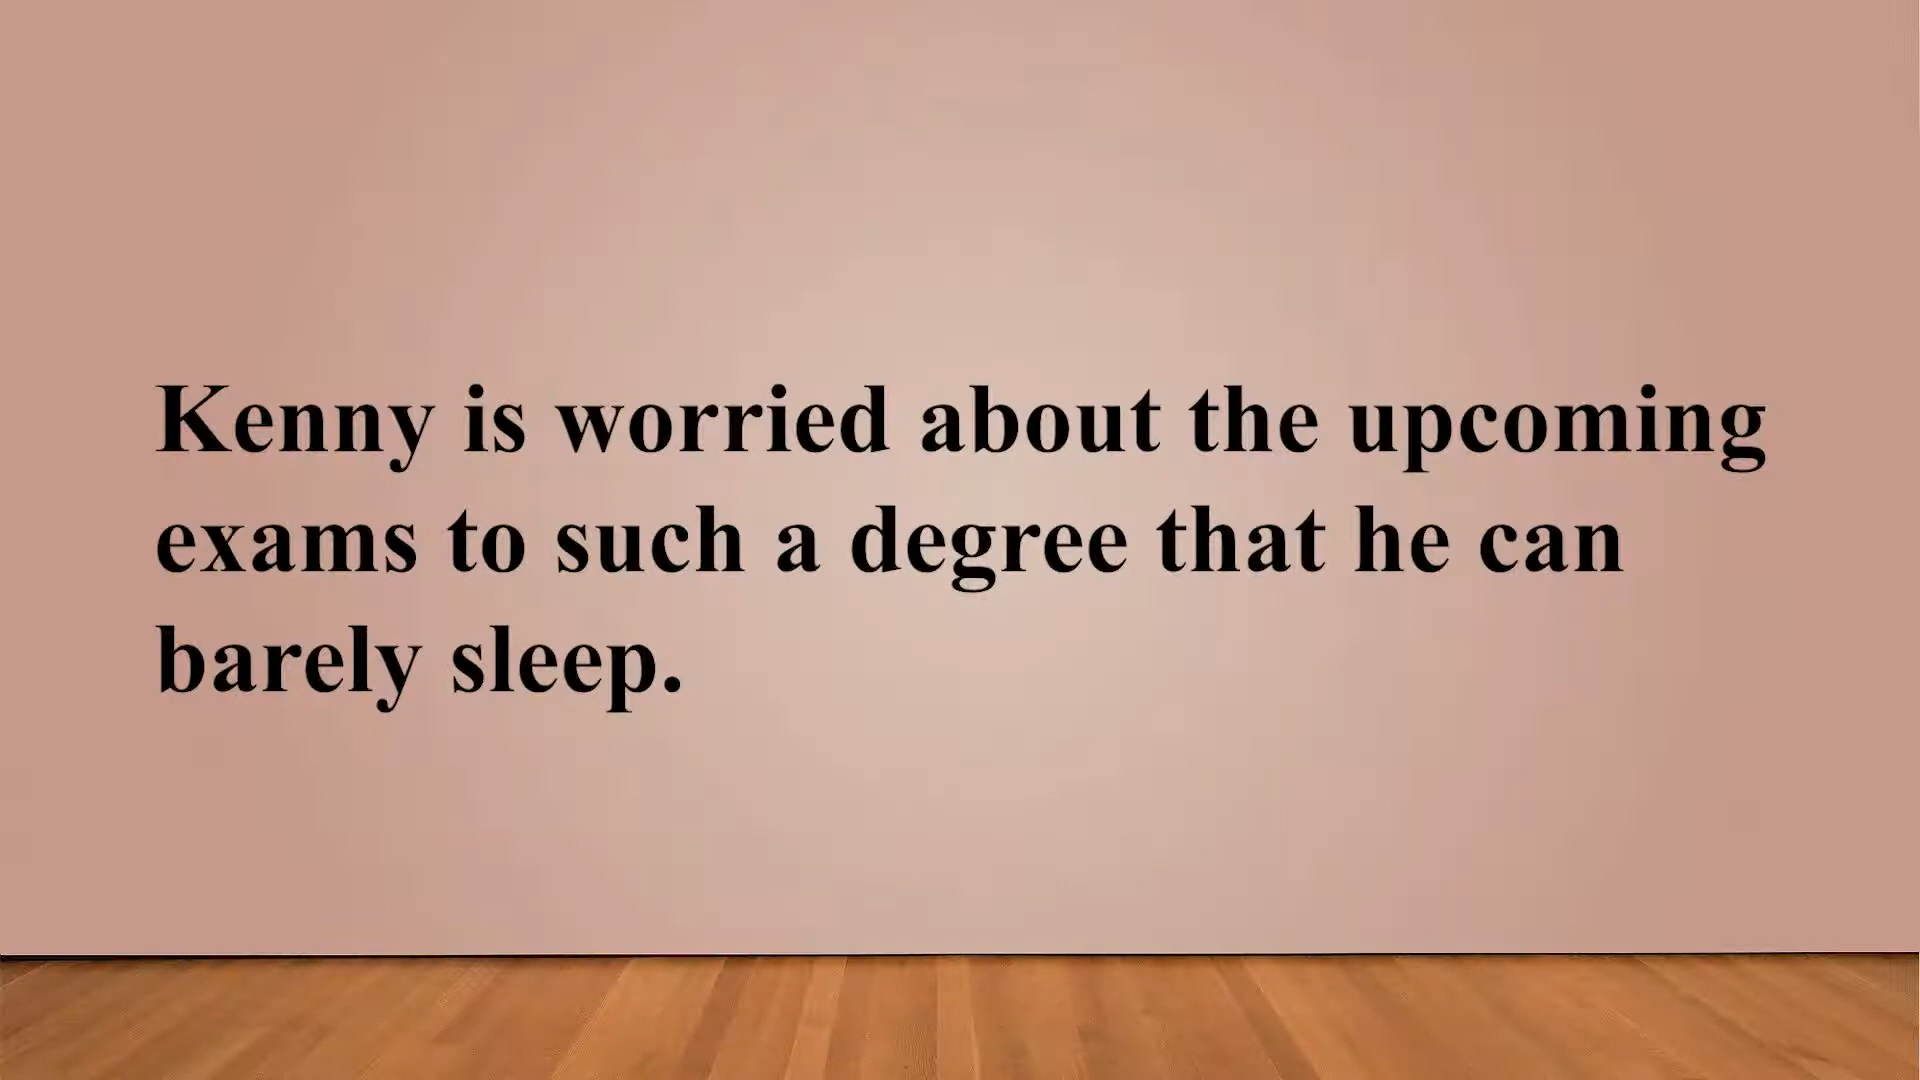 Kenny is worried about the upcoming
exams to such a degree that he can
barely sleep.